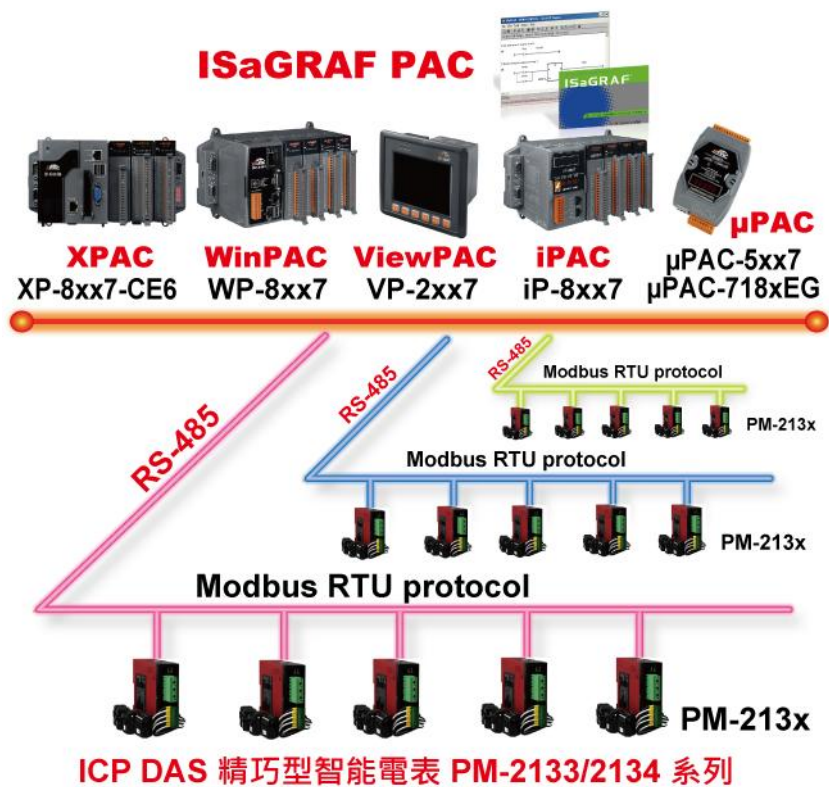 ISaGRAF PAC
ISaGRAF
XPAC
XP-8xx7-CE6
WinPAC
WP-8xx7
ViewPAC
VP-2xx7
iPAC
iP-8xx7
µPAC
µPAC-5xx7
µPAC-718xEG
RS-485
Modbus RTU protocol
PM-213x
RS-485
Modbus RTU protocol
PM-213x
RS-485
Modbus RTU protocol
PM-213x
ICP DAS 精巧型智能電表 PM-2133/2134 系列